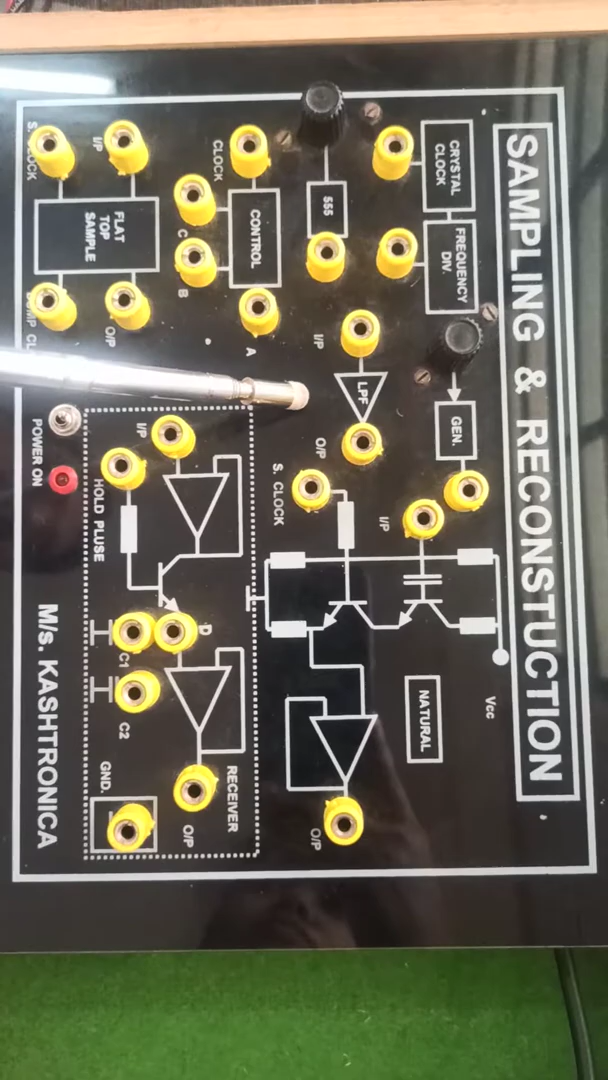 SAMPLING & RECONSTUCTION
CRYSTAL
CLOCK
FREQUENCY
DIV.
GEN.
I/P
Vcc
NATURAL
555
I/P
LPF
O/P
S. CLOCK
O/P
CLOCK
CONTROL
C
B
A
I/P
FLAT
TOP
SAMPLE
O/P
I/P
HOLD PLUSE
D
C1
C2
RECEIVER
O/P
GND.
POWER ON
M/s. KASHTRONICA